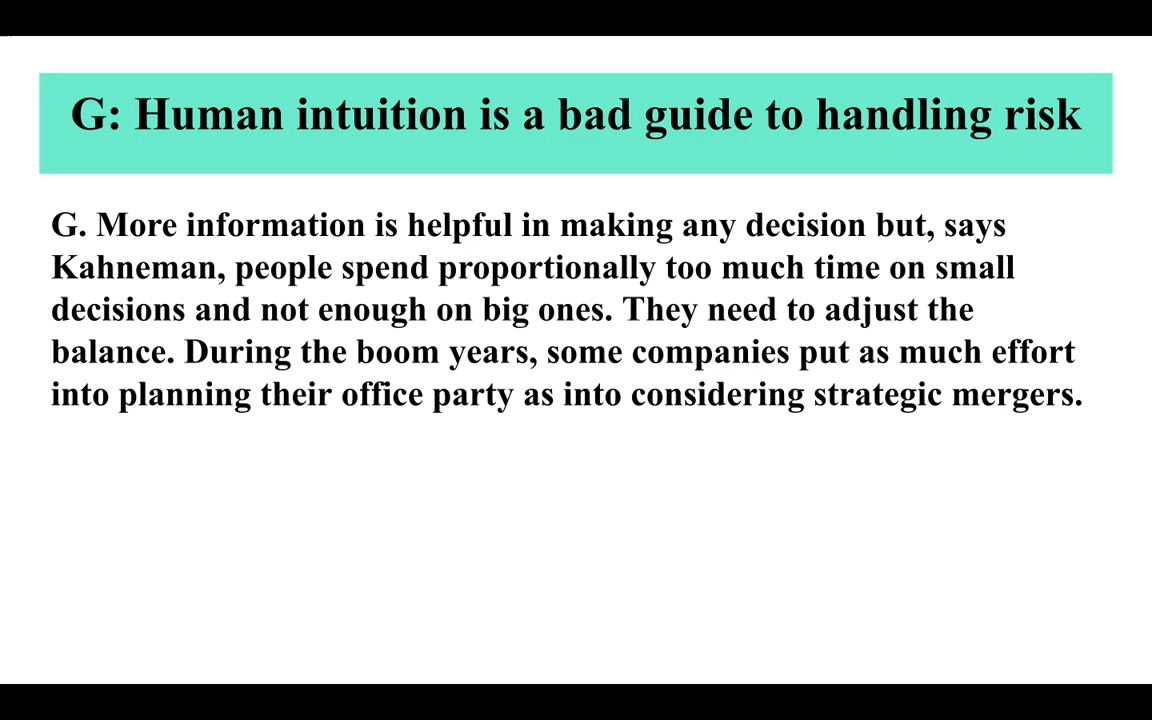 G: Human intuition is a bad guide to handling risk
G. More information is helpful in making any decision but, says
Kahneman, people spend proportionally too much time on small
decisions and not enough on big ones. They need to adjust the
balance. During the boom years, some companies put as much effort
into planning their office party as into considering strategic mergers.